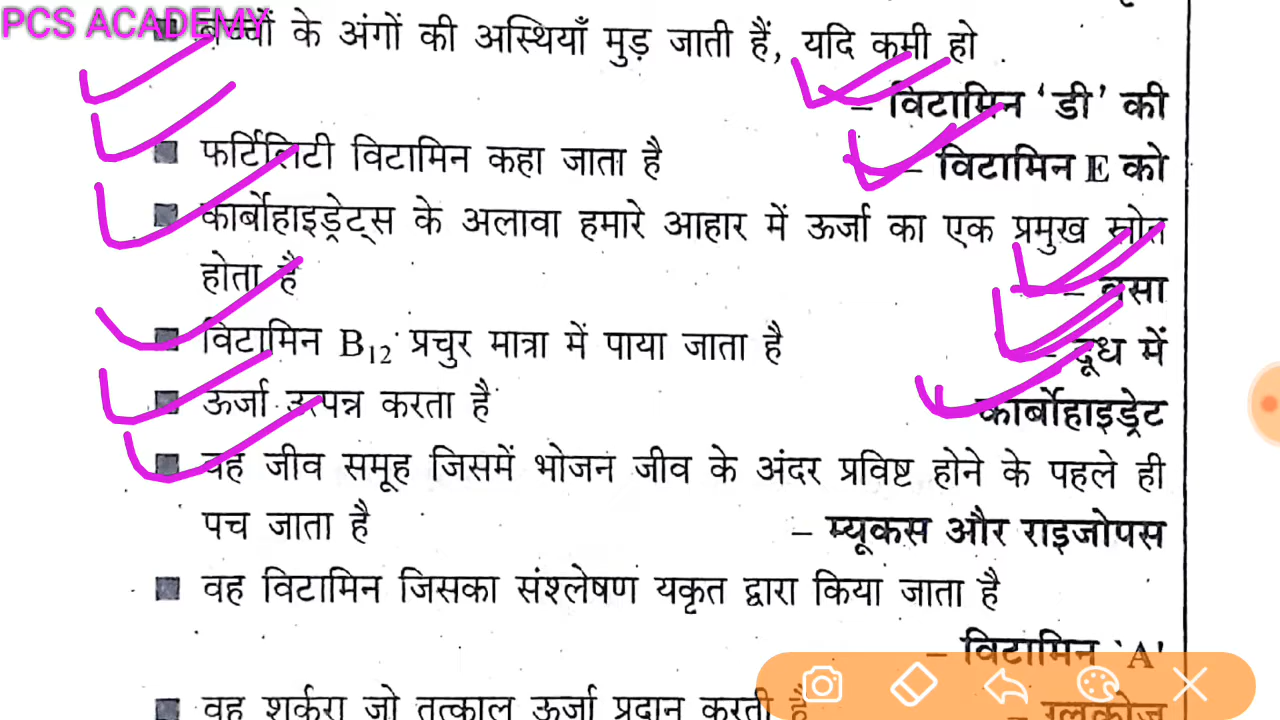 PCS ACADEMY
बच्चों के अंगों की अस्थियाँ मुड़ जाती हैं, यदि कमी हो
– विटामिन ‘डी’ की
फर्टिलिटी विटामिन कहा जाता है – विटामिन E को
कार्बोहाइड्रेट्स के अलावा हमारे आहार में ऊर्जा का एक प्रमुख स्रोत
होता है – वसा
विटामिन B12 प्रचुर मात्रा में पाया जाता है – दूध में
ऊर्जा उत्पन्न करता है कार्बोहाइड्रेट
वह जीव समूह जिसमें भोजन जीव के अंदर प्रविष्ट होने के पहले ही
पच जाता है – म्यूकस और राइजोपस
वह विटामिन जिसका संश्लेषण यकृत द्वारा किया जाता है
– विटामिन 'A'
वह शर्करा जो तत्काल ऊर्जा प्रदान करती है – ग्लूकोज